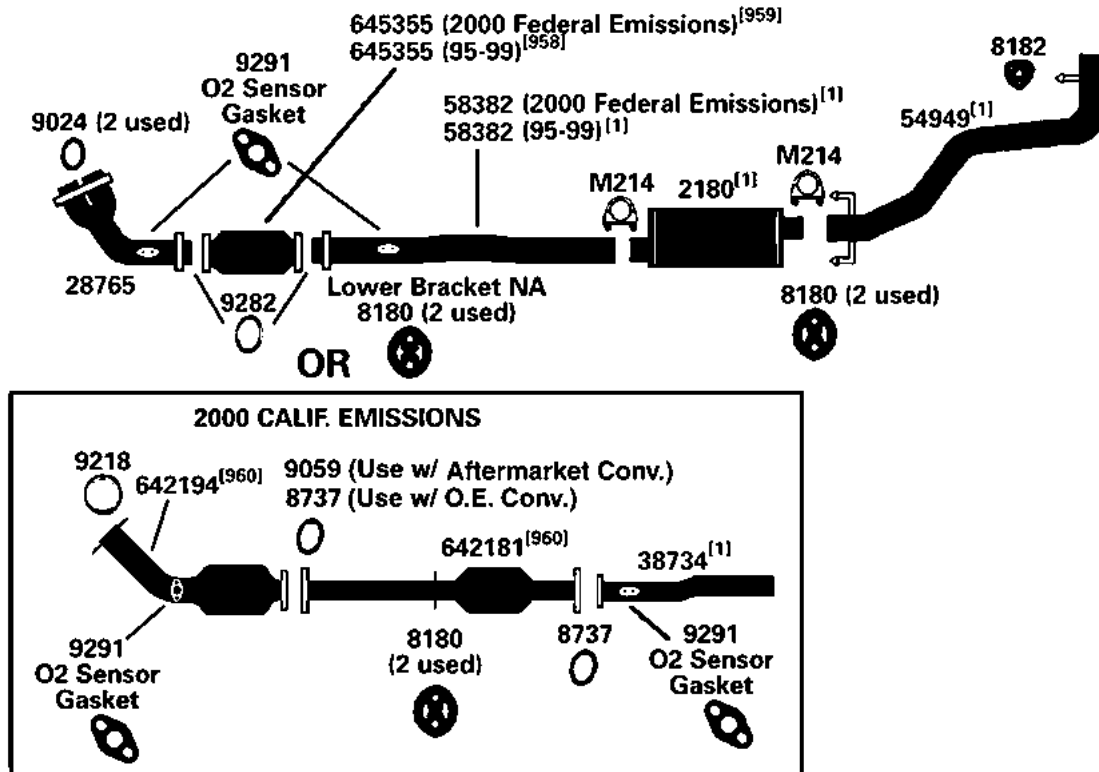 645355 (2000 Federal Emissions)[959]
645355 (95-99)[958]
9291
O2 Sensor
Gasket
8182
9024 (2 used)
58382 (2000 Federal Emissions)[1]
58382 (95-99)[1]
54949[1]
M214
2180[1]
M214
28765
9282
Lower Bracket NA
8180 (2 used)
8180 (2 used)
OR
2000 CALIF. EMISSIONS
9218
642194[960]
9059 (Use w/ Aftermarket Conv.)
8737 (Use w/ O.E. Conv.)
642181[960]
38734[1]
9291
O2 Sensor
Gasket
8180
(2 used)
8737
9291
O2 Sensor
Gasket